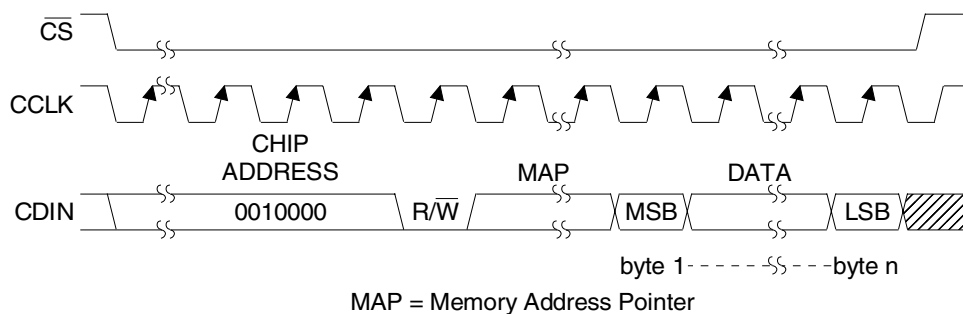 CS
CCLK
CHIP
ADDRESS
MAP
DATA
CDIN
0010000
R/W
MSB
LSB
byte 1
byte n
MAP = Memory Address Pointer